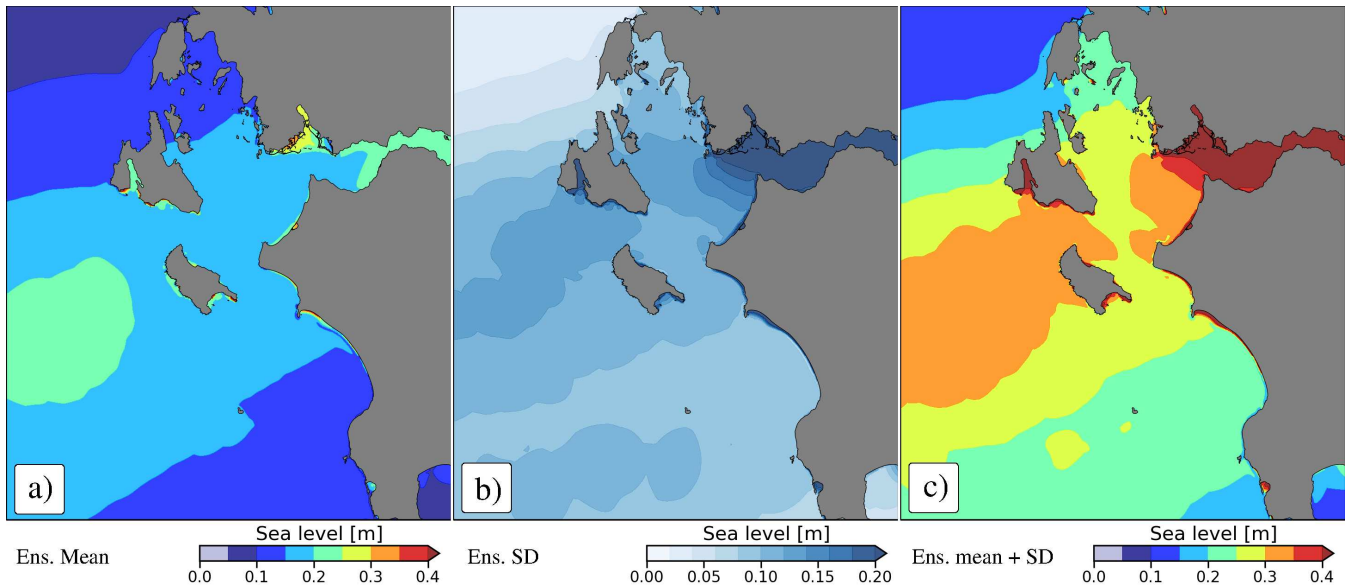 a)
b)
c)
Ens. Mean
Sea level [m]
0.0 0.1 0.2 0.3 0.4
Ens. SD
Sea level [m]
0.00 0.05 0.10 0.15 0.20
Ens. mean + SD
Sea level [m]
0.0 0.1 0.2 0.3 0.4